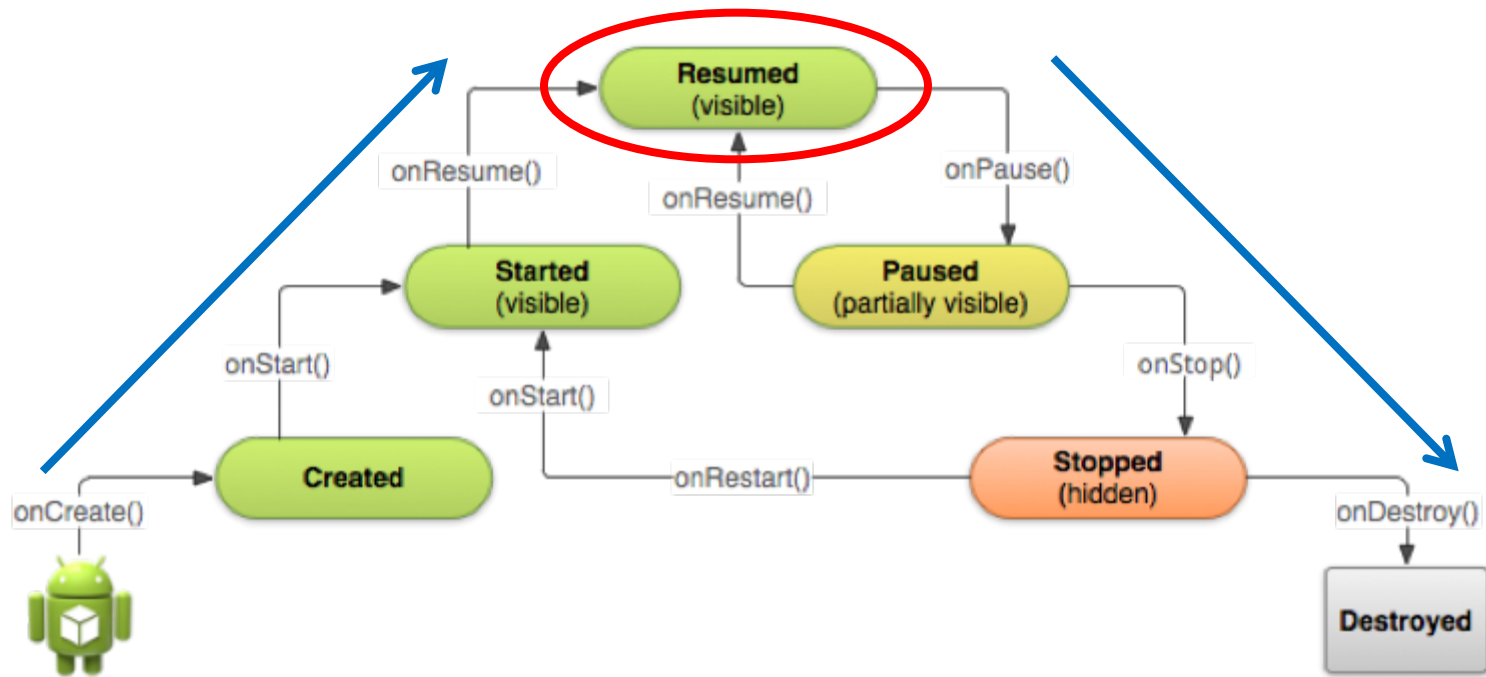 Resumed
(visible)
onResume()
onPause()
onResume()
Started
(visible)
Paused
(partially visible)
onStart()
onStop()
onStart()
Created
Stopped
(hidden)
onRestart()
onCreate()
onDestroy()
Destroyed